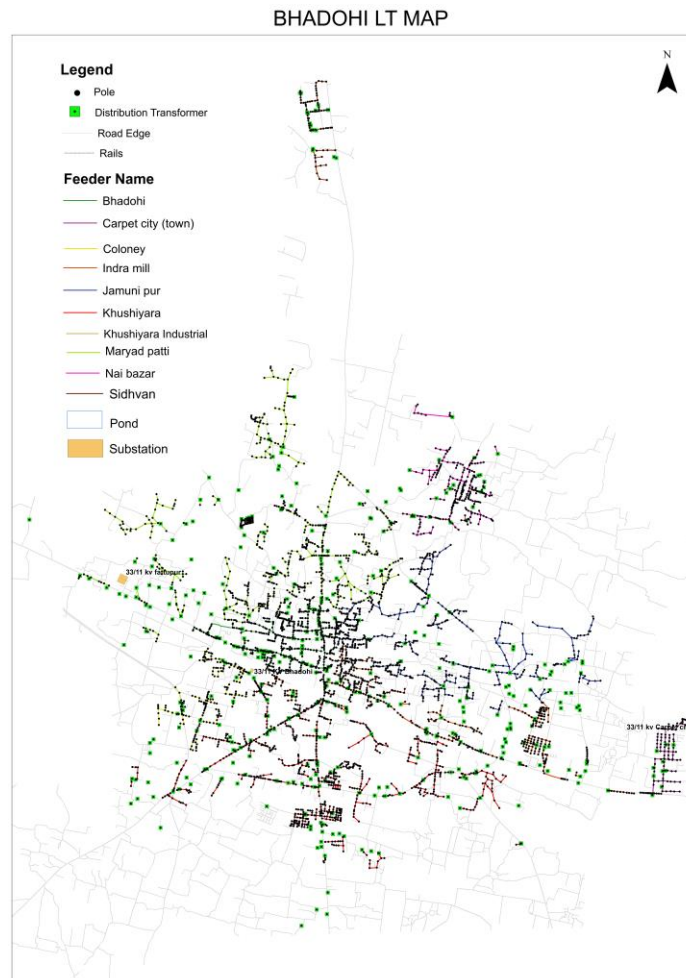 BHADOHI LT MAP
N
Legend
Pole
Distribution Transformer
Road Edge
Rails
Feeder Name
Bhadohi
Carpet city (town)
Coloney
Indra mill
Jamuni pur
Khushiyara
Khushiyara Industrial
Maryad patti
Nai bazar
Sidhvan
Pond
Substation
33/11 kv
33/11 KV Bhadohi
33/11 kv Carpet